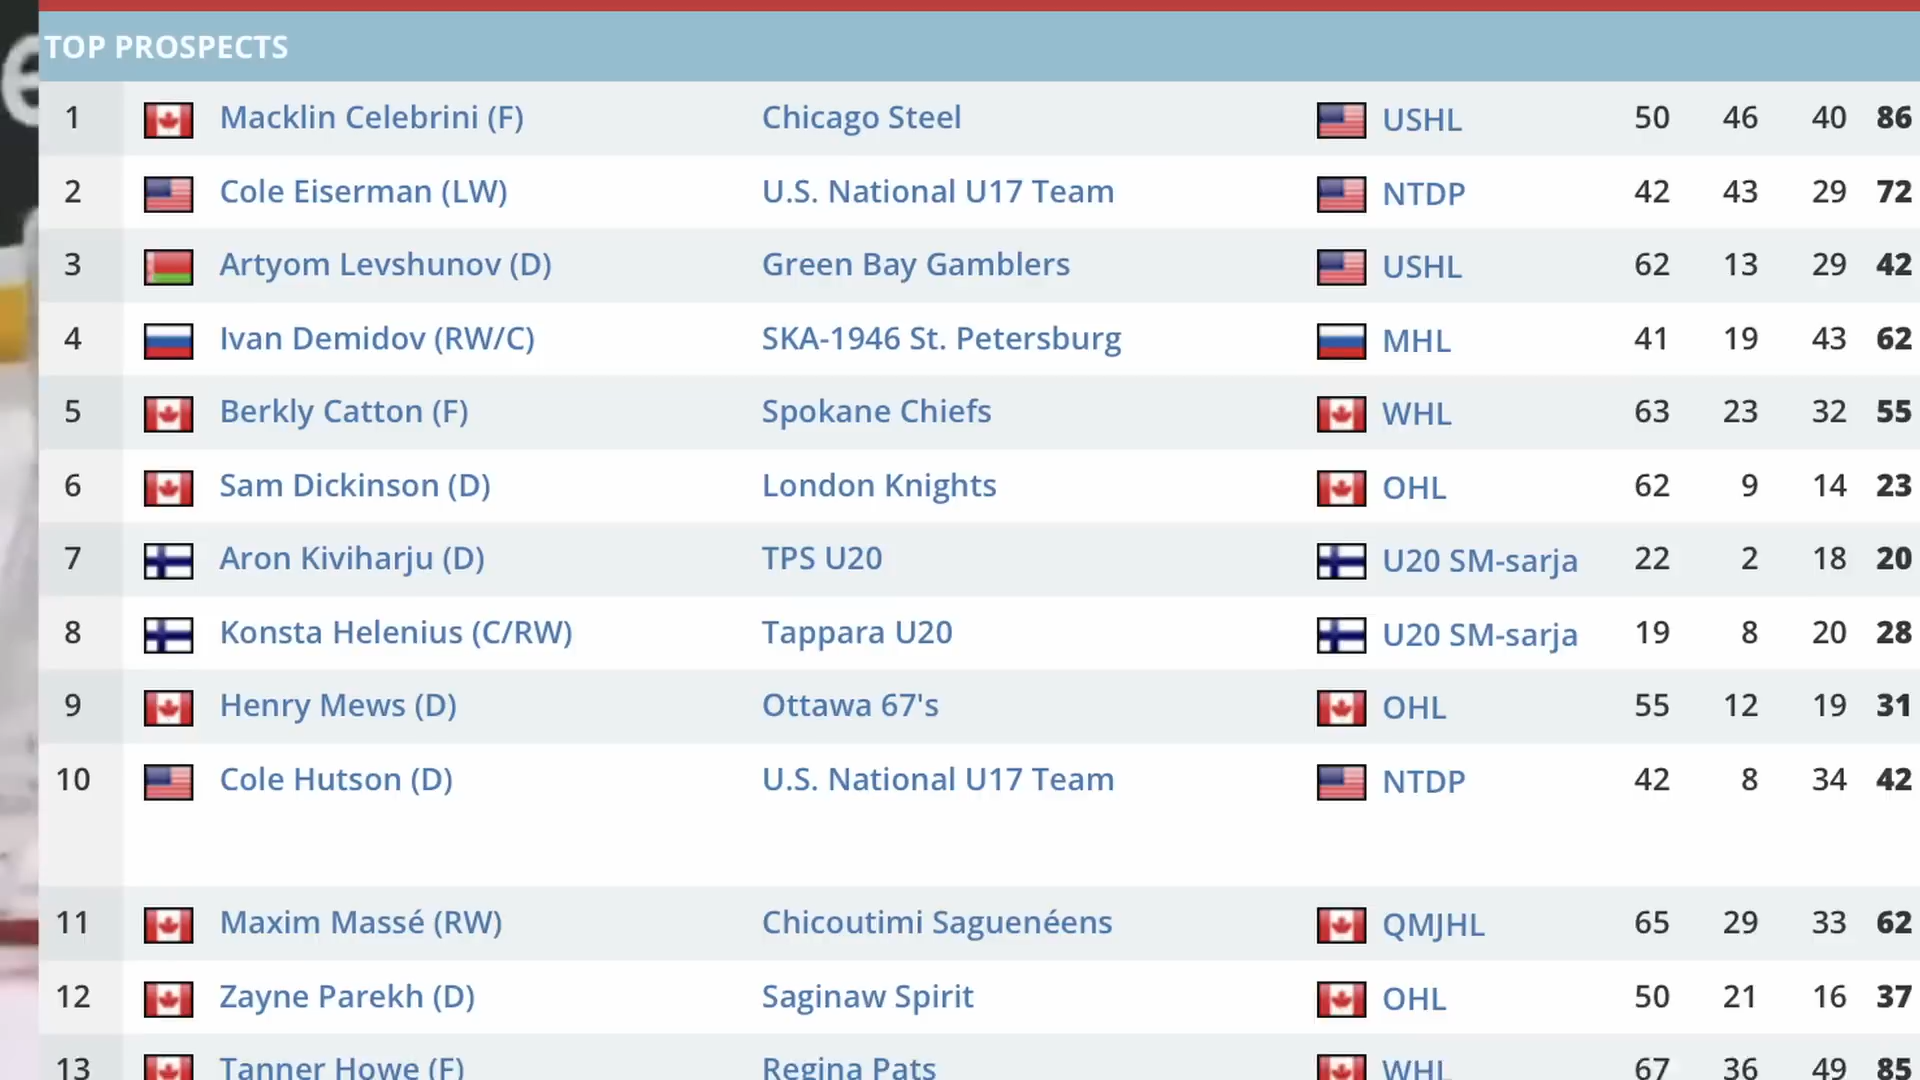 TOP PROSPECTS
1 Macklin Celebrini (F) Chicago Steel USHL 50 46 40 86
2 Cole Eiserman (LW) U.S. National U17 Team NTDP 42 43 29 72
3 Artyom Levshunov (D) Green Bay Gamblers USHL 62 13 29 42
4 Ivan Demidov (RW/C) SKA-1946 St. Petersburg MHL 41 19 43 62
5 Berkly Catton (F) Spokane Chiefs WHL 63 23 32 55
6 Sam Dickinson (D) London Knights OHL 62 9 14 23
7 Aron Kiviharju (D) TPS U20 U20 SM-sarja 22 2 18 20
8 Konsta Helenius (C/RW) Tappara U20 U20 SM-sarja 19 8 20 28
9 Henry Mews (D) Ottawa 67's OHL 55 12 19 31
10 Cole Hutson (D) U.S. National U17 Team NTDP 42 8 34 42
11 Maxim Massé (RW) Chicoutimi Saguenéens QMJHL 65 29 33 62
12 Zayne Parekh (D) Saginaw Spirit OHL 50 21 16 37
13 Tanner Howe (F) Regina Pats WHL 67 36 49 85